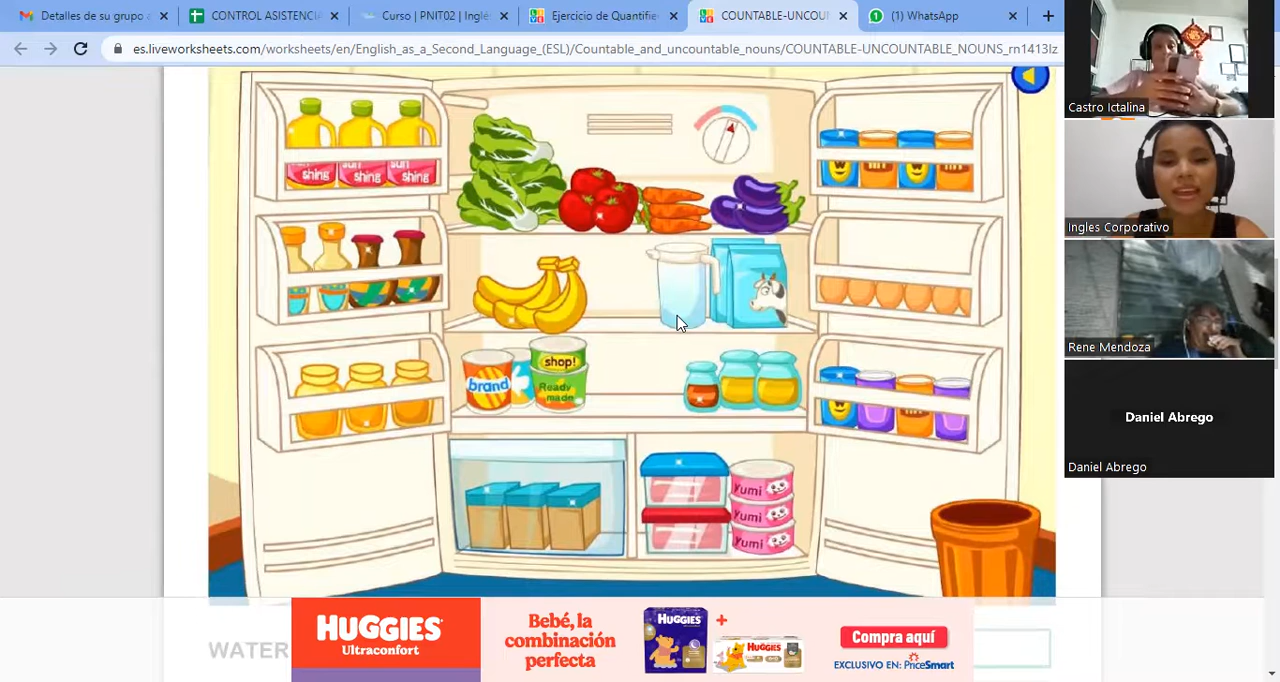 Detalles de su grupo d
CONTROL ASISTENCIA
Curso | PNIT02 | Inglé
Ejercicio de Quantifie
COUNTABLE-UNCOU
(1) WhatsApp
es.liveworksheets.com/worksheets/en/English_as_a_Second_Language_(ESL)/Countable_and_uncountable_nouns/COUNTABLE-UNCOUNTABLE_NOUNS_rn1413lz
Castro Ictalina
Ingles Corporativo
Rene Mendoza
Daniel Abrego
Daniel Abrego
shing shing shing
brand
shop!
Ready
made
Yumi
Yumi
Yumi
WATER
HUGGIES
Ultraconfort
Bebé, la
combinación
perfecta
HUGGIES
HUGGIES
Compra aquí
EXCLUSIVO EN: PriceSmart